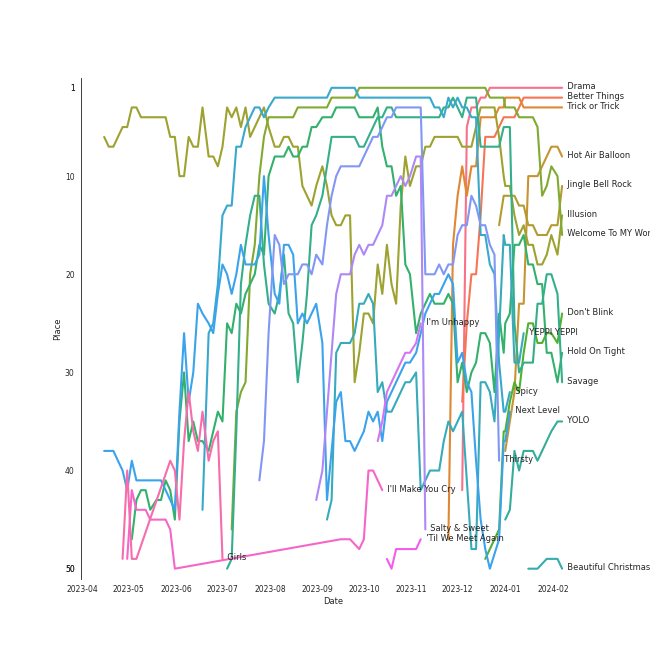 1
Drama
Better Things
Trick or Trick
Hot Air Balloon
10
Jingle Bell Rock
Illusion
Welcome To MY Wor
20
Don't Blink
I'm Unhappy
YEPPI YEPPI
Hold On Tight
30
Savage
Spicy
Next Level
YOLO
40
Thirsty
I'll Make You Cry
Salty & Sweet
'Til We Meet Again
Girls
50
Beautiful Christmas
Place
2023-04
2023-05
2023-06
2023-07
2023-08
2023-09
2023-10
2023-11
2023-12
2024-01
2024-02
Date